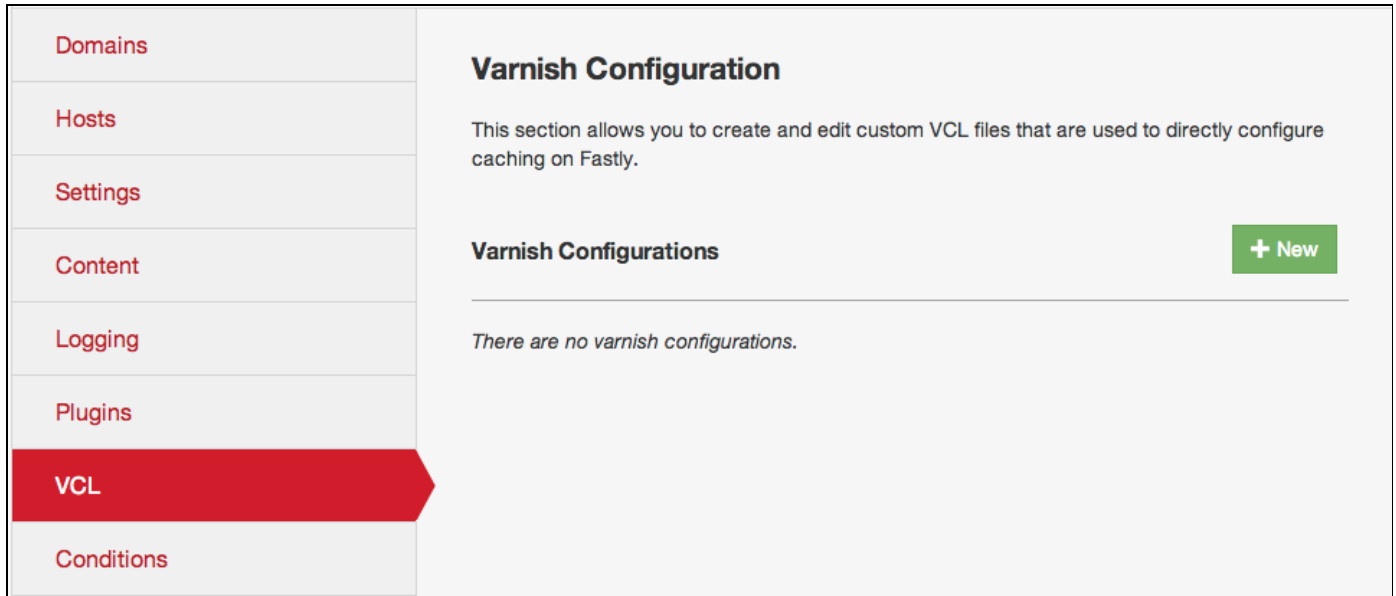 Domains
Hosts
Settings
Content
Logging
Plugins
VCL
Conditions
Varnish Configuration
This section allows you to create and edit custom VCL files that are used to directly configure
caching on Fastly.
Varnish Configurations
+ New
There are no varnish configurations.